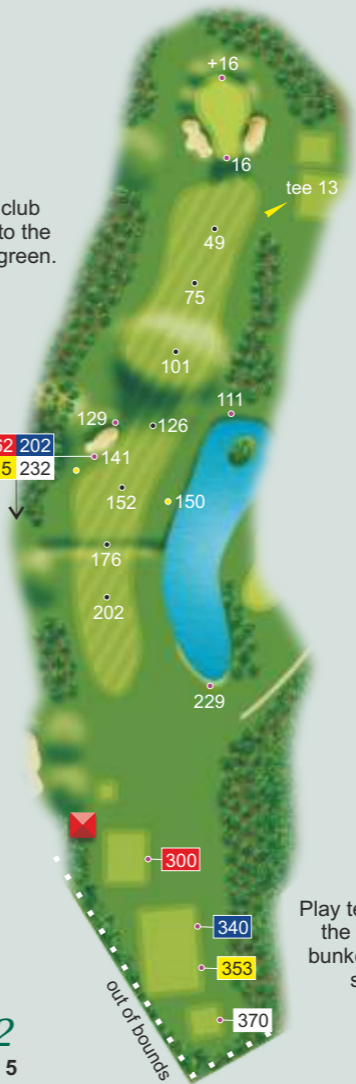 +16
16
tee 13
club
to the
green.
49
75
101
111
129
126
202
141
232
152
150
176
202
229
300
340
353
370
out of bounds
Play te
the
bunke
s
2
5